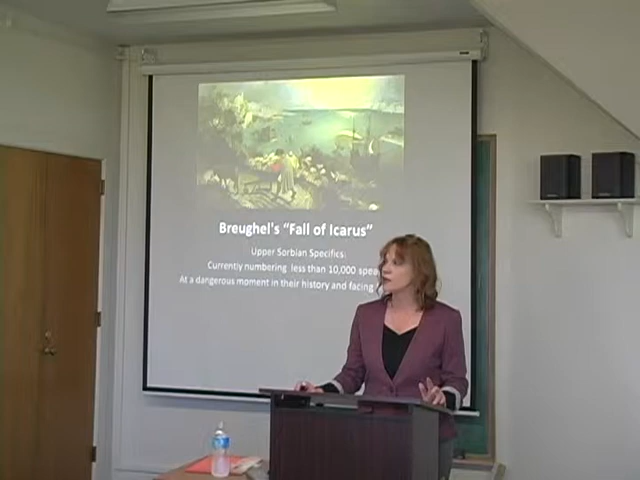 Breughel's "Fall of Icarus"
Upper Sorbian Specifics:
Currently numbering less than 10,000
At a dangerous moment in their history and facing